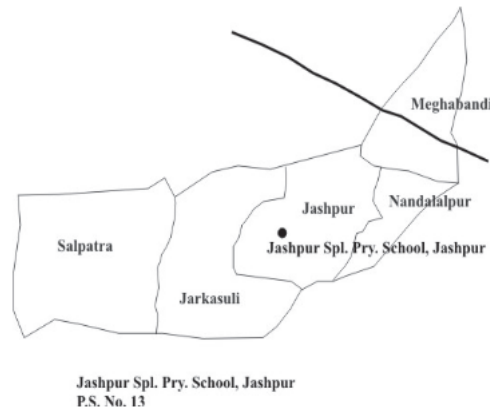 Meghabandi
Nandalalpur
Jashpur
Jashpur Spl. Pry. School, Jashpur
Salpatra
Jarkasuli
Jashpur Spl. Pry. School, Jashpur
P.S. No. 13